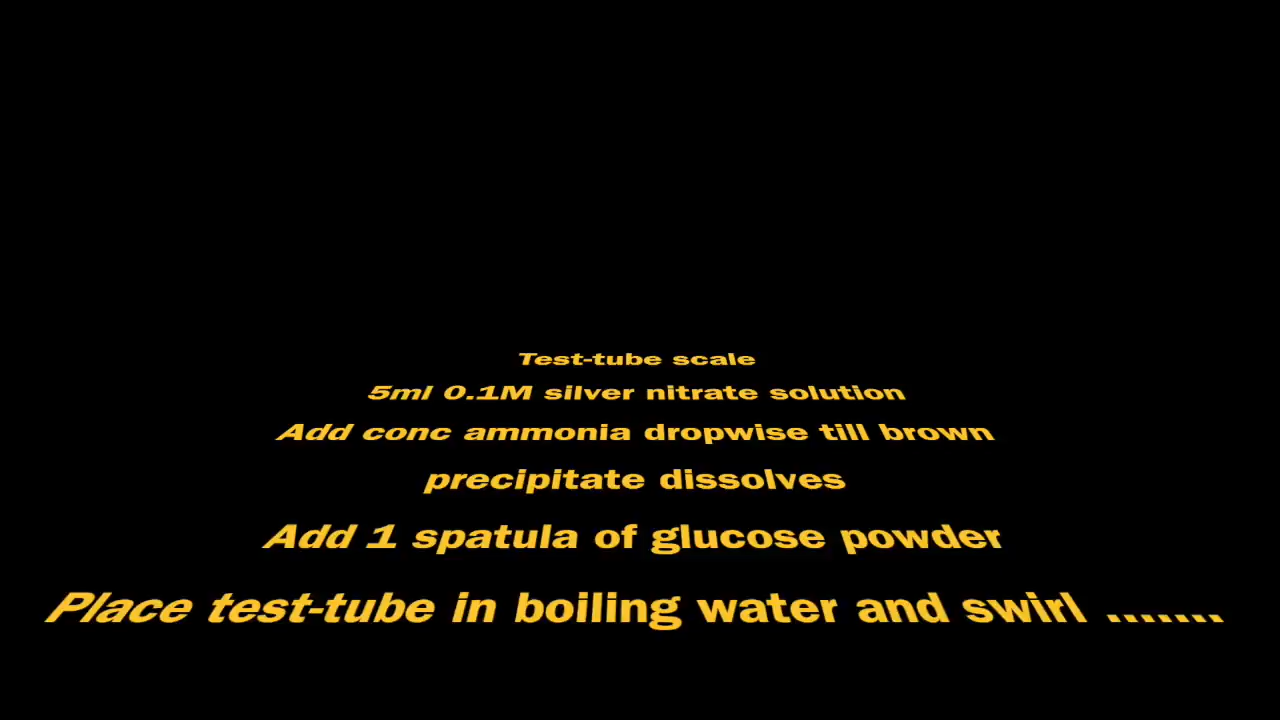 Test-tube scale
5ml 0.1M silver nitrate solution
Add conc ammonia dropwise till brown
precipitate dissolves
Add 1 spatula of glucose powder
Place test-tube in boiling water and swirl .......